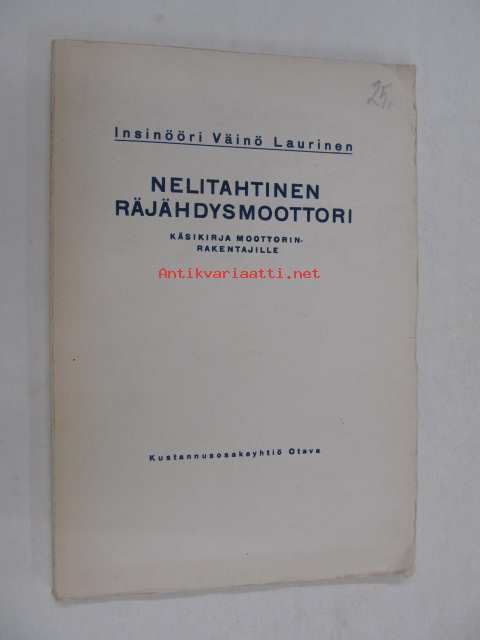 25,-
Insinööri Väinö Laurinen
NELITAHTINEN
RÄJÄHDYSMOOTTORI
KÄSIKIRJA MOOTTORIN-
RAKENTAJILLE
Antikvariaatti.net
Kustannusosakeyhtiö Otava